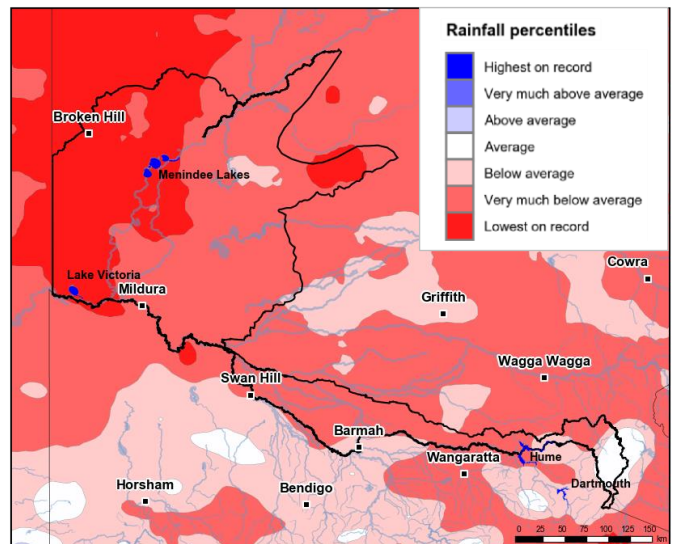 Rainfall percentiles
Highest on record
Very much above average
Above average
Average
Below average
Very much below average
Lowest on record
Broken Hill
Menindee Lakes
Lake Victoria
Mildura
Cowra
Griffith
Wagga Wagga
Swan Hill
Barmah
Wangaratta
Hume
Dartmouth
Horsham
Bendigo
0 25 50 75 100 125 150
km